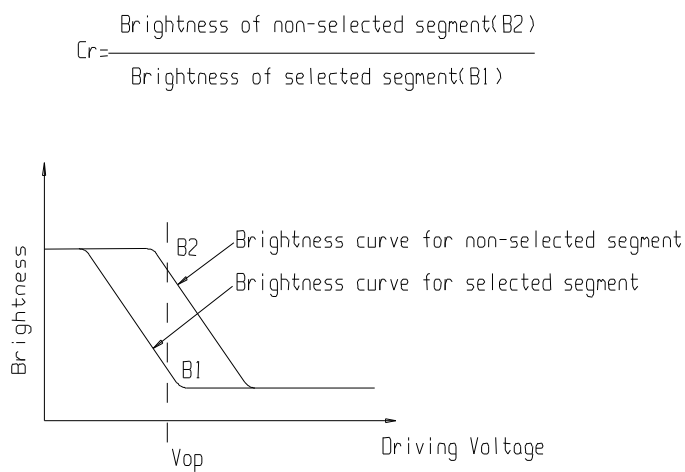 Brightness of non-selected segment(B2)
Cr=
Brightness of selected segment(B1)
B2
Brightness curve for non-selected segment
Brightness curve for selected segment
Brightness
B1
Driving Voltage
Vop